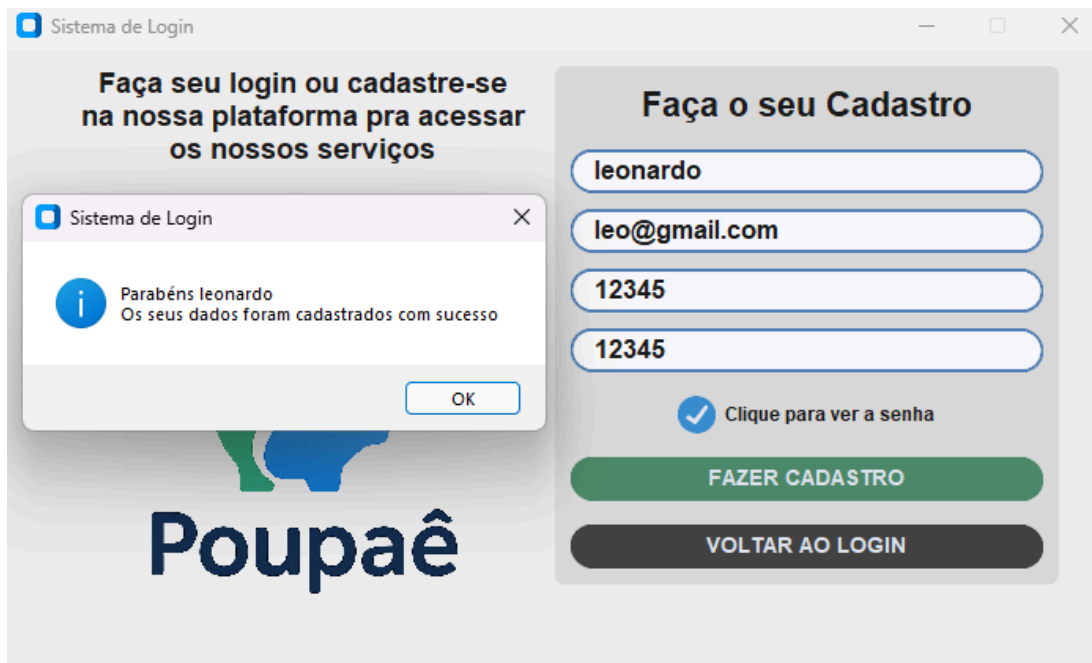 Sistema de Login
Faça seu login ou cadastre-se
na nossa plataforma pra acessar
os nossos serviços
Sistema de Login
Parabéns leonardo
Os seus dados foram cadastrados com sucesso
OK
Poupaê
Faça o seu Cadastro
leonardo
leo@gmail.com
12345
12345
Clique para ver a senha
FAZER CADASTRO
VOLTAR AO LOGIN